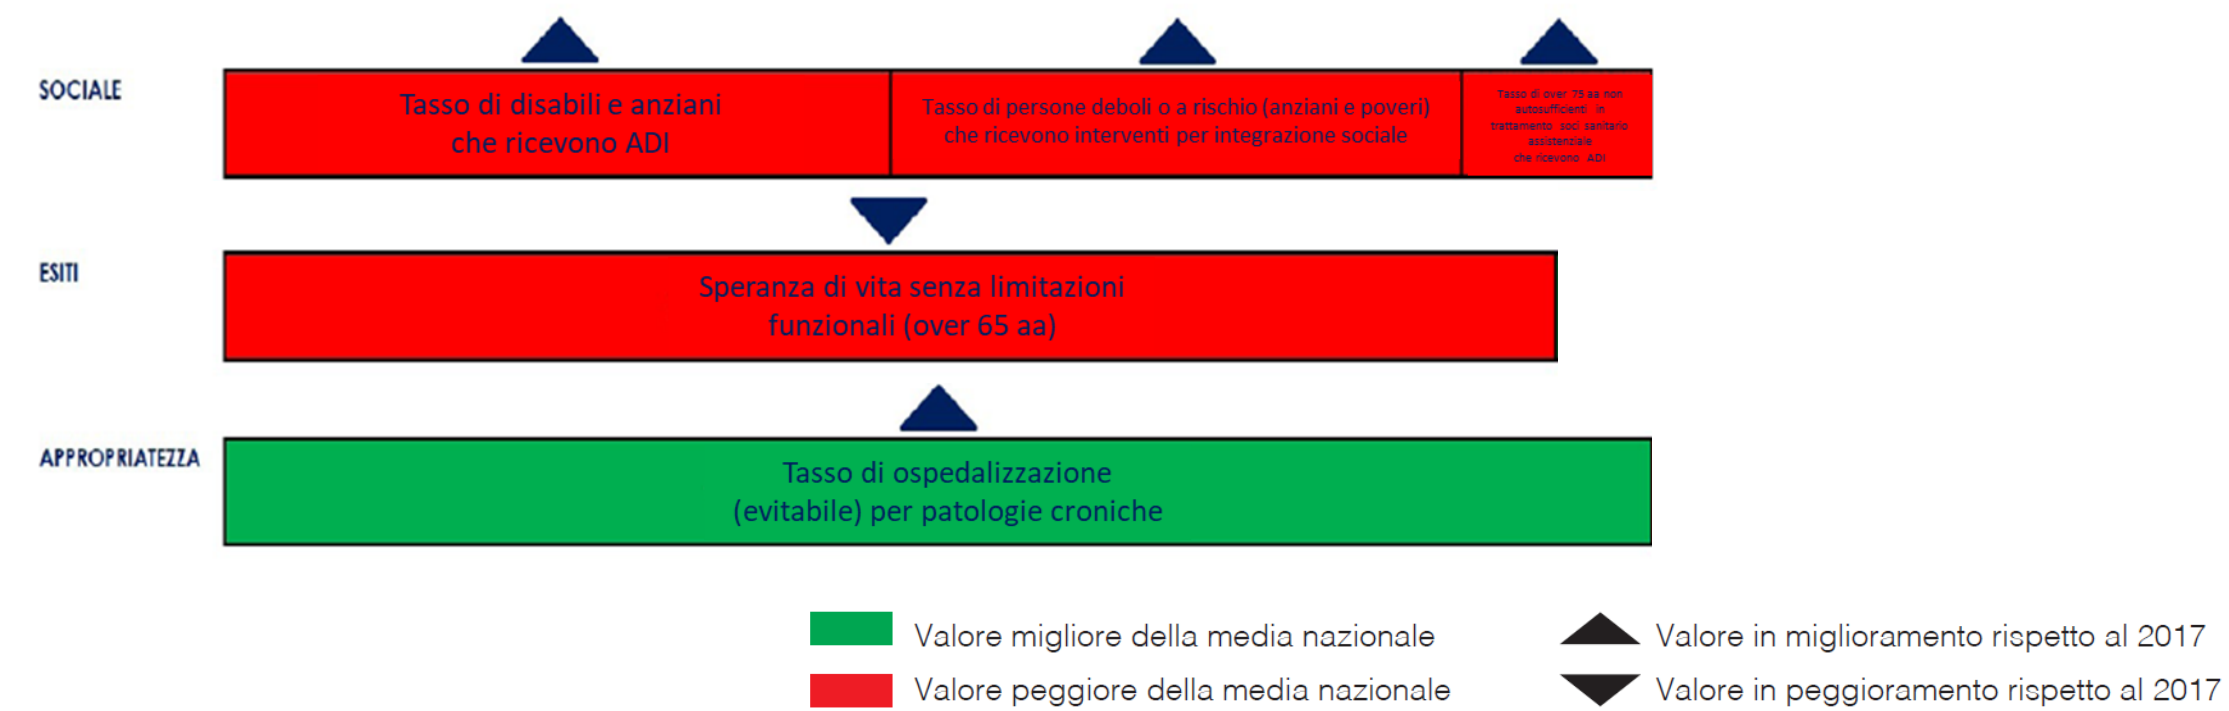 SOCIALE
Tasso di disabili e anziani
che ricevono ADI
Tasso di persone deboli o a rischio (anziani e poveri)
che ricevono interventi per integrazione sociale
Tasso di over 75 aa non
autosufficienti in
trattamento soci sanitario
assistenziale
che ricevono ADI
ESITI
Speranza di vita senza limitazioni
funzionali (over 65 aa)
APPROPRIATEZZA
Tasso di ospedalizzazione
(evitabile) per patologie croniche
Valore migliore della media nazionale
Valore in miglioramento rispetto al 2017
Valore peggiore della media nazionale
Valore in peggioramento rispetto al 2017